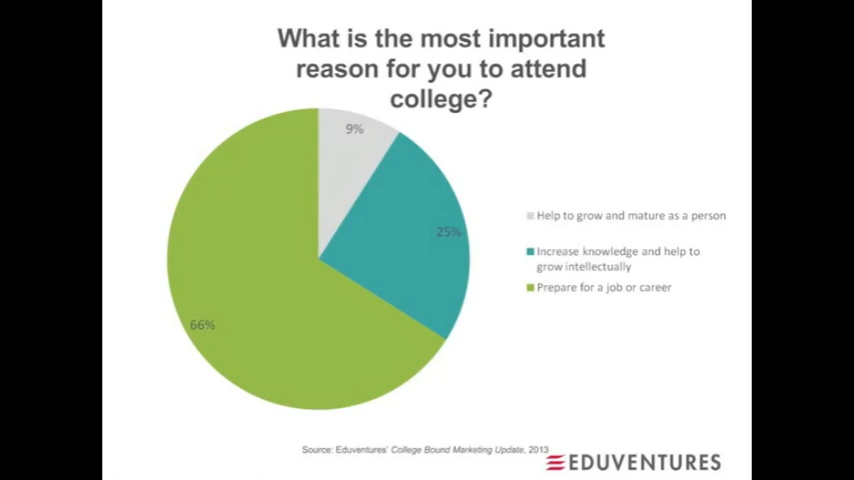 What is the most important
reason for you to attend
college?
9%
25%
66%
Help to grow and mature as a person
Increase knowledge and help to
grow intellectually
Prepare for a job or career
Source: Eduventures' College Bound Marketing Update, 2013
EDUVENTURES